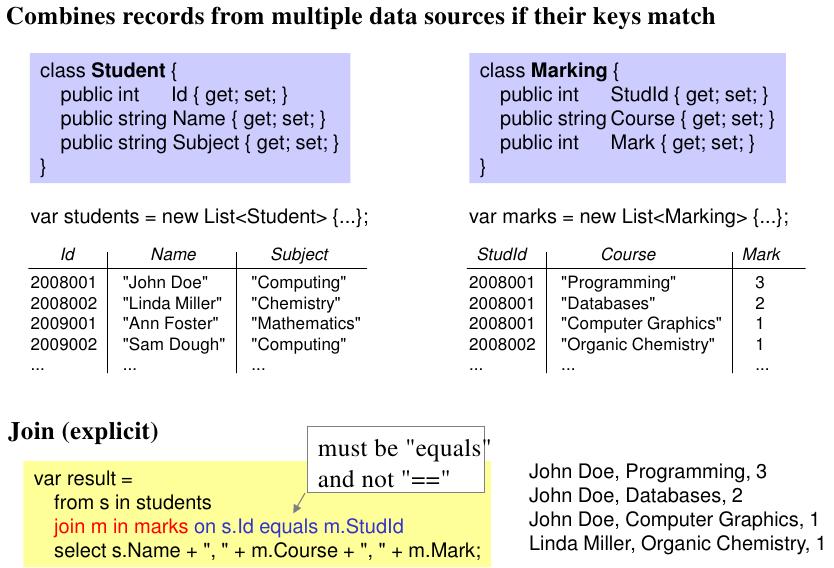 Combines records from multiple data sources if their keys match
class Student {
public int Id { get; set; }
public string Name { get; set; }
public string Subject { get; set; }
}
var students = new List<Student> {...};
Id Name Subject
2008001 "John Doe" "Computing"
2008002 "Linda Miller" "Chemistry"
2009001 "Ann Foster" "Mathematics"
2009002 "Sam Dough" "Computing"
... ... ...
class Marking {
public int StudId { get; set; }
public string Course { get; set; }
public int Mark { get; set; }
}
var marks = new List<Marking> {...};
StudId Course Mark
2008001 "Programming" 3
2008001 "Databases" 2
2008001 "Computer Graphics" 1
2008002 "Organic Chemistry" 1
... ... ...
Join (explicit)
must be "equals"
and not "=="
var result =
from s in students
join m in marks on s.Id equals m.StudId
select s.Name + ", " + m.Course + ", " + m.Mark;
John Doe, Programming, 3
John Doe, Databases, 2
John Doe, Computer Graphics, 1
Linda Miller, Organic Chemistry, 1